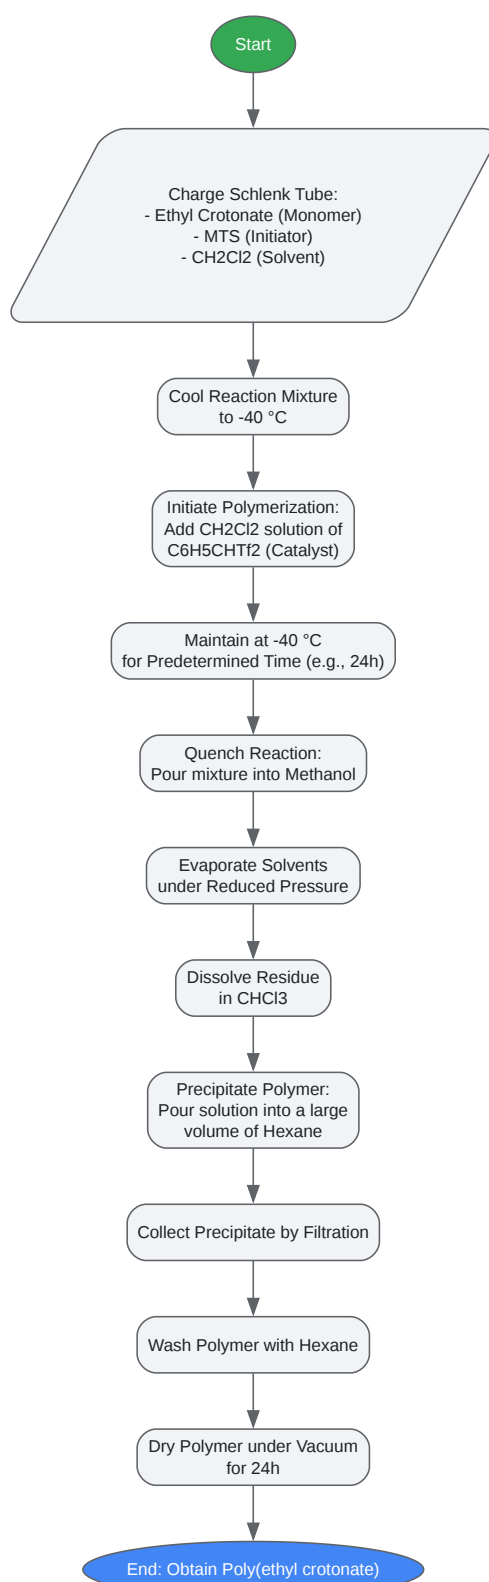 Start
Charge Schlenk Tube:
- Ethyl Crotonate (Monomer)
- MTS (Initiator)
- CH2Cl2 (Solvent)
Cool Reaction Mixture
to -40 °C
Initiate Polymerization:
Add CH2Cl2 solution of
C6H5CHTf2 (Catalyst)
Maintain at -40 °C
for Predetermined Time (e.g., 24h)
Quench Reaction:
Pour mixture into Methanol
Evaporate Solvents
under Reduced Pressure
Dissolve Residue
in CHCl3
Precipitate Polymer:
Pour solution into a large
volume of Hexane
Collect Precipitate by Filtration
Wash Polymer with Hexane
Dry Polymer under Vacuum
for 24h
End: Obtain Poly(ethyl crotonate)